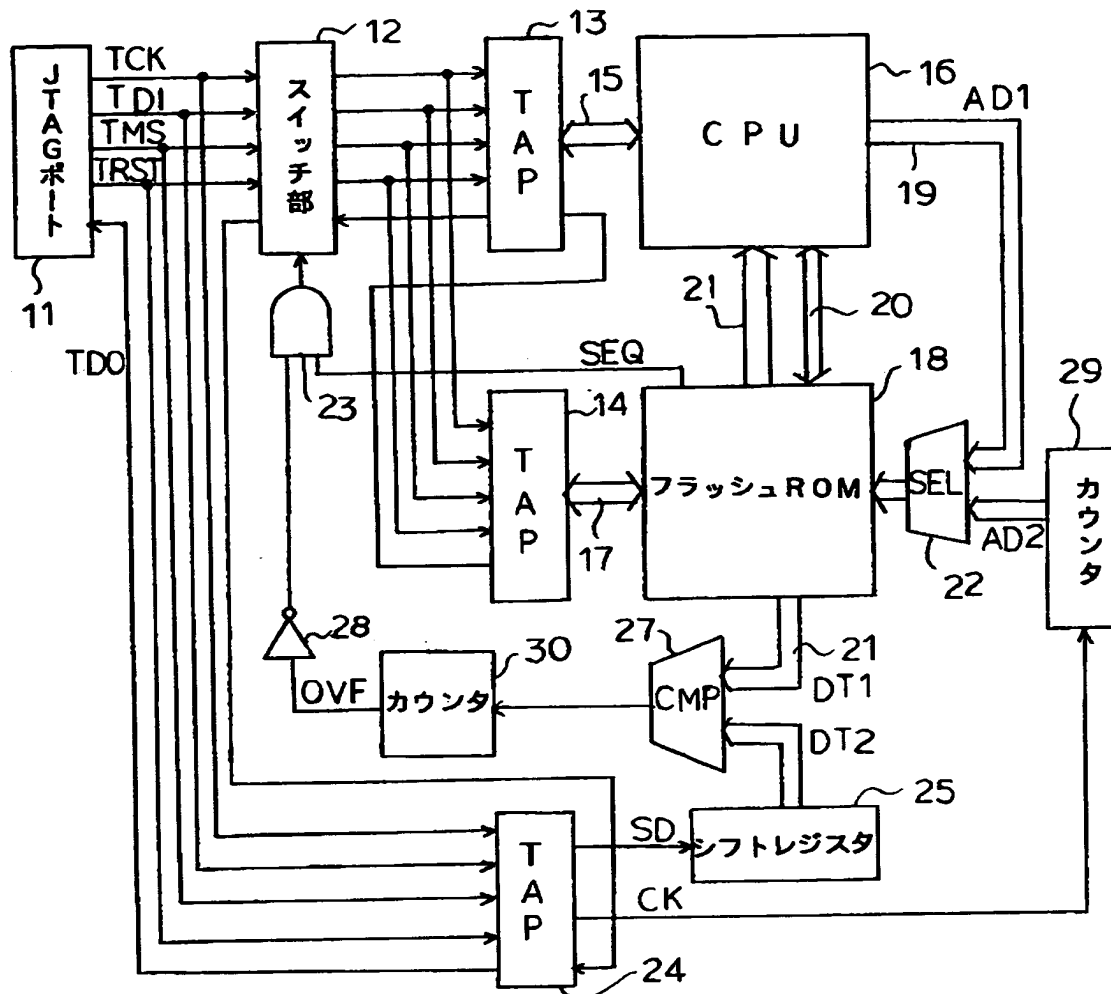 12
13
TCK
TDI
TMS
TRST
JTAGポート
スイッチ部
TAP
15
CPU
16
AD1
19
11
TDO
21
20
SEQ
23
14
18
29
TAP
17
フラッシュROM
SEL
AD2
22
カウンタ
28
OVF
30
カウンタ
27
CMP
21
DT1
DT2
25
TAP
SD
シフトレジスタ
CK
24